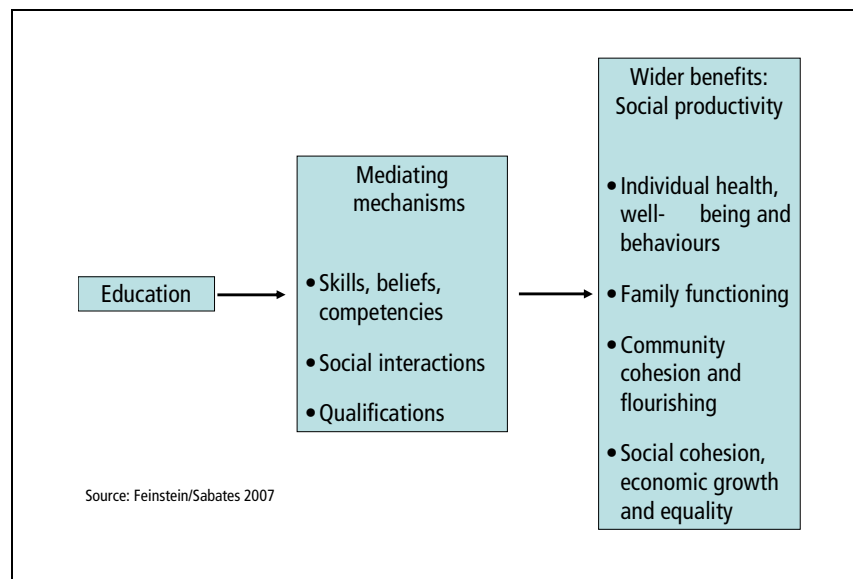 Education
Mediating
mechanisms
• Skills, beliefs,
competencies
• Social interactions
• Qualifications
Wider benefits:
Social productivity
• Individual health,
well- being and
behaviours
• Family functioning
• Community
cohesion and
flourishing
• Social cohesion,
economic growth
and equality
Source: Feinstein/Sabates 2007